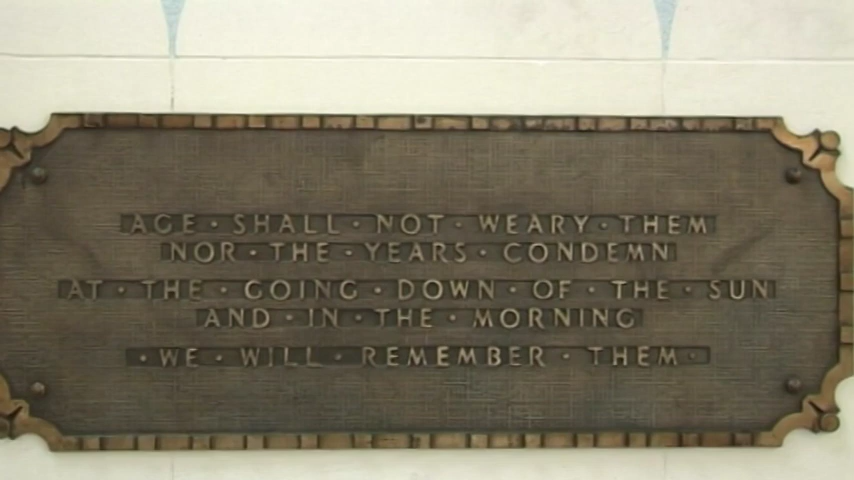 AGE · SHALL · NOT · WEARY · THEM
NOR · THE · YEARS · CONDEMN
AT · THE · GOING · DOWN · OF · THE · SUN
AND · IN · THE · MORNING
· WE · WILL · REMEMBER · THEM ·